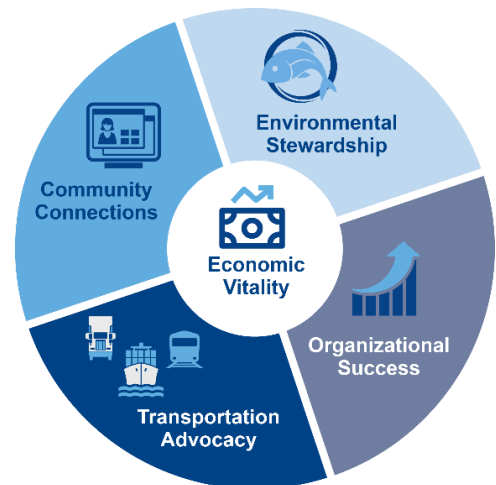 Environmental
Stewardship
Community
Connections
Economic
Vitality
Organizational
Success
Transportation
Advocacy